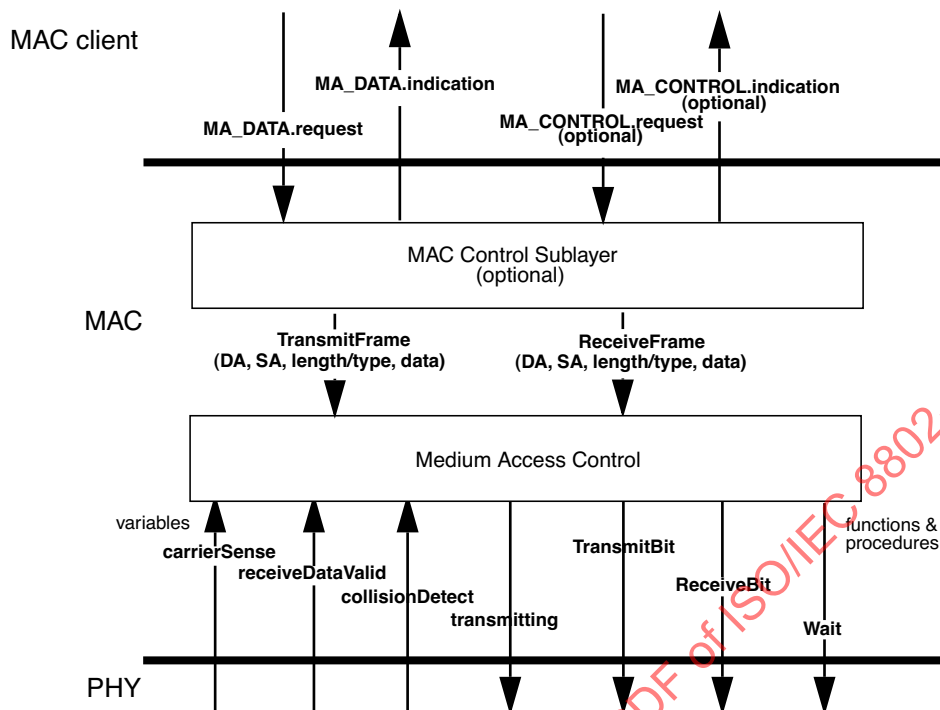 MAC client
MA_DATA.indication
MA_CONTROL.indication
(optional)
MA_DATA.request
MA_CONTROL.request
(optional)
MAC Control Sublayer
(optional)
MAC
TransmitFrame
(DA, SA, length/type, data)
ReceiveFrame
(DA, SA, length/type, data)
Medium Access Control
variables
functions &
procedures
carrierSense
receiveDataValid
collisionDetect
transmitting
TransmitBit
ReceiveBit
Wait
PHY
DF of ISO/IEC 8802